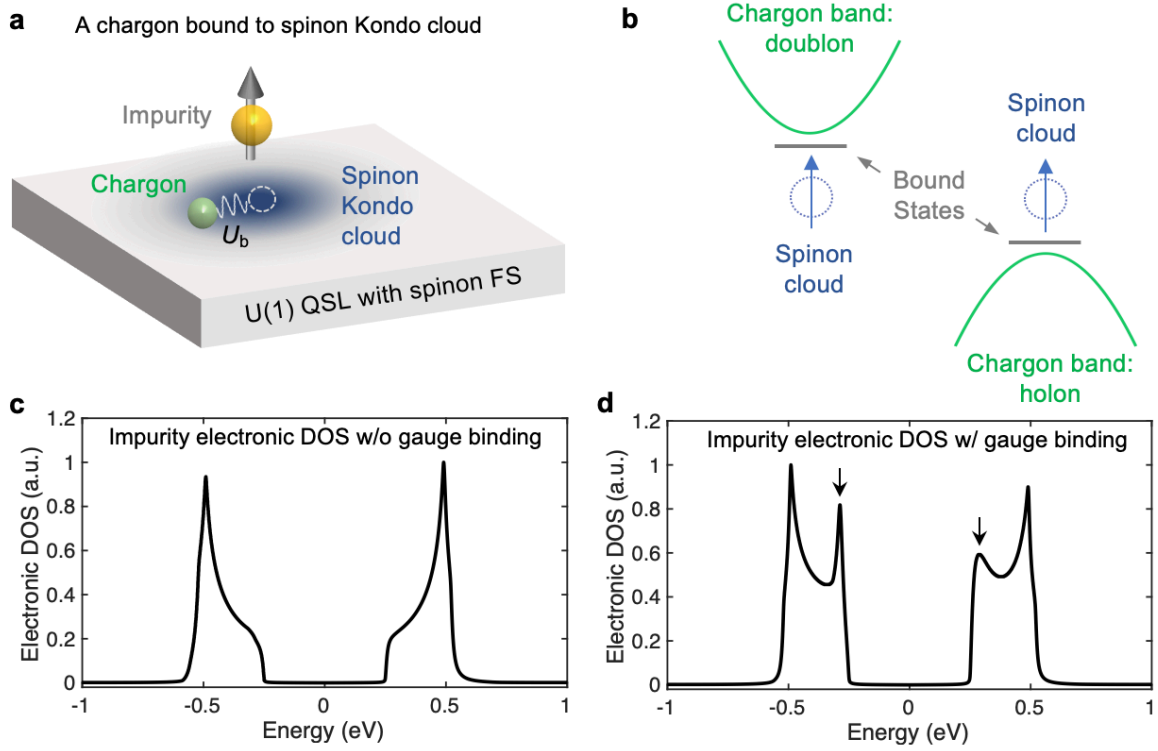 a
A chargon bound to spinon Kondo cloud
Impurity
Chargon
Spinon
Kondo
cloud
Ub
U(1) QSL with spinon FS
b
Chargon band:
doublon
Spinon
cloud
Bound
States
Spinon
cloud
Chargon band:
holon
c
Impurity electronic DOS w/o gauge binding
Electronic DOS (a.u.)
1.2
1
0.8
0.6
0.4
0.2
0
-1
-0.5
0
0.5
1
Energy (eV)
d
Impurity electronic DOS w/ gauge binding
Electronic DOS (a.u.)
1.2
1
0.8
0.6
0.4
0.2
0
-1
-0.5
0
0.5
1
Energy (eV)